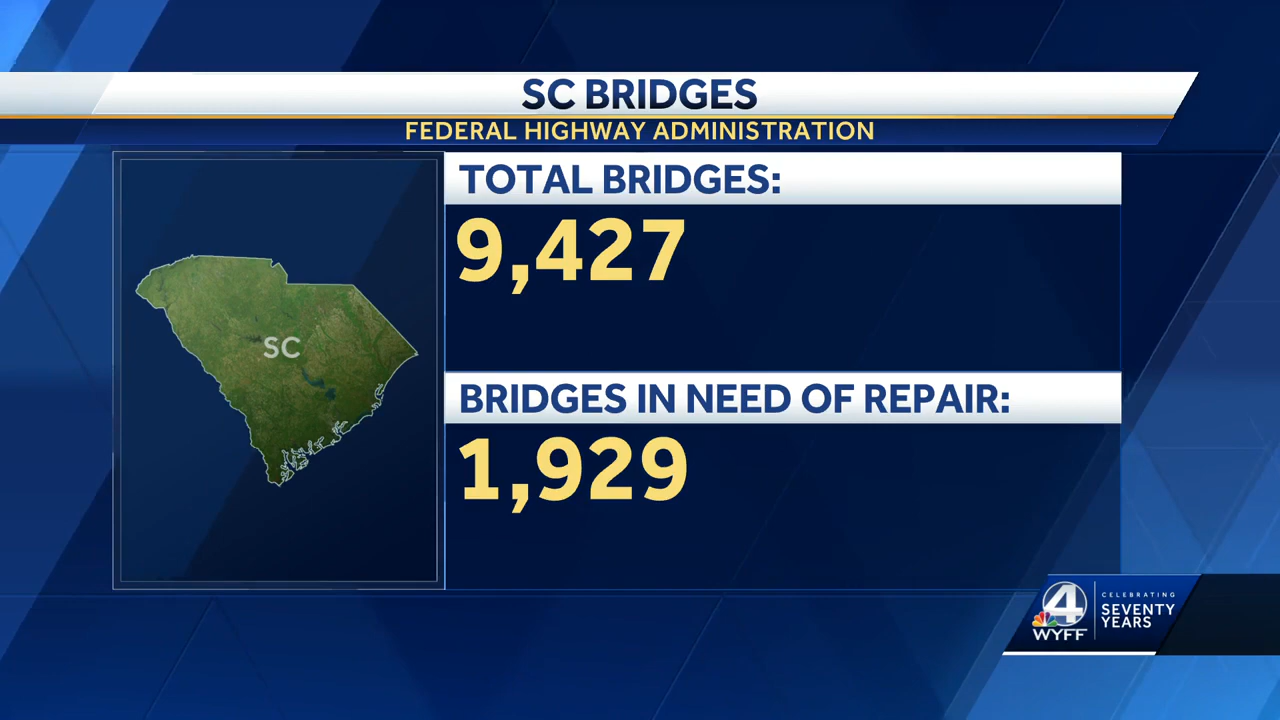 SC BRIDGES
FEDERAL HIGHWAY ADMINISTRATION
TOTAL BRIDGES:
9,427
SC
BRIDGES IN NEED OF REPAIR:
1,929
4
WYFF
CELEBRATING
SEVENTY
YEARS